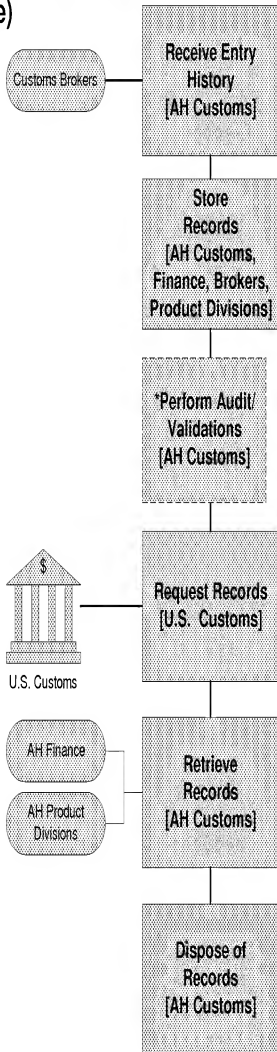 e)
Customs Brokers
Receive Entry
History
[AH Customs]
Store
Records
[AH Customs,
Finance, Brokers,
Product Divisions]
*Perform Audit/
Validations
[AH Customs]
$
U.S. Customs
Request Records
[U.S. Customs]
AH Finance
AH Product
Divisions
Retrieve
Records
[AH Customs]
Dispose of
Records
[AH Customs]